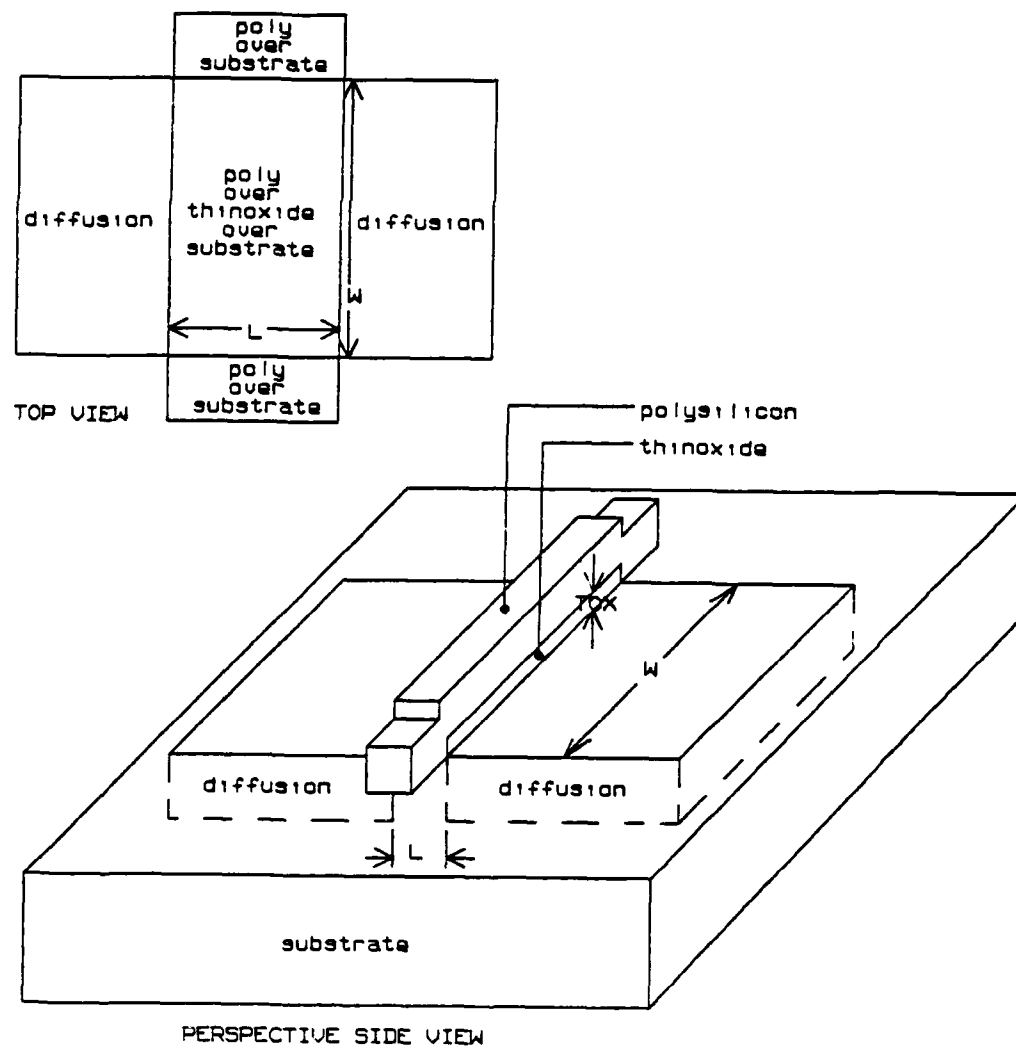 poly
over
substrate
diffusion
poly
over
thinoxide
over
substrate
diffusion
W
L
poly
over
substrate
TOP VIEW
polysilicon
thinoxide
TOX
W
diffusion
diffusion
L
substrate
PERSPECTIVE SIDE VIEW